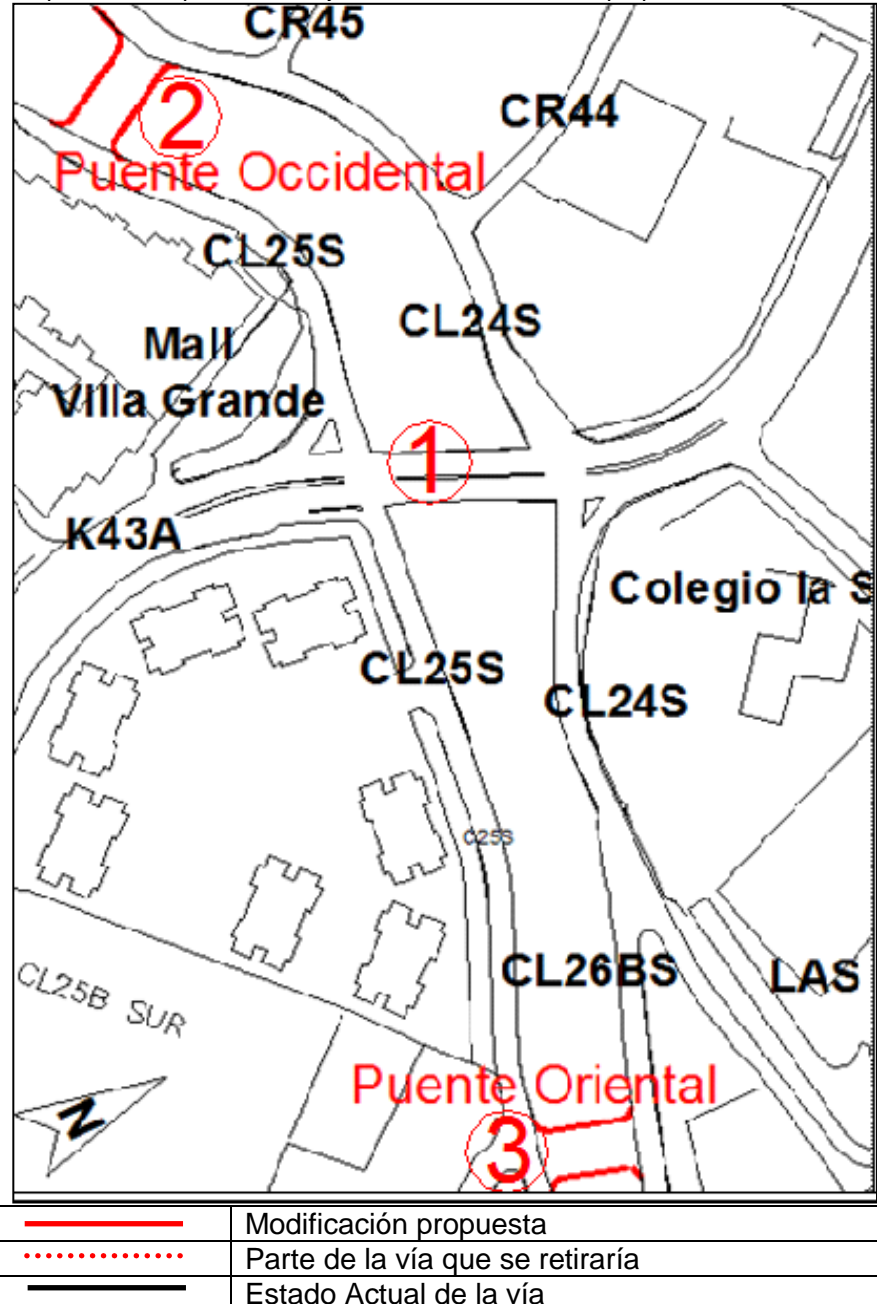 CR45
CR44
2
Puente Occidental
CL25S
CL24S
Mall
Villa Grande
1
K43A
Colegio la S
CL25S
CL24S
C25S
CL26BS
LAS
CL25B SUR
Puente Oriental
N
3
Modificación propuesta
Parte de la vía que se retiraría
Estado Actual de la vía